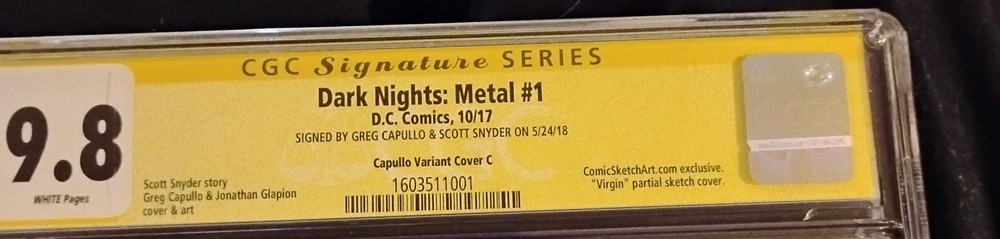 CGC Signature SERIES
Dark Nights: Metal #1
D.C. Comics, 10/17
SIGNED BY GREG CAPULLO & SCOTT SNYDER ON 5/24/18
9.8
WHITE Pages
Capullo Variant Cover C
1603511001
Scott Snyder story
Greg Capullo & Jonathan Glapion
cover & art
ComicSketchArt.com exclusive.
"Virgin" partial sketch cover.